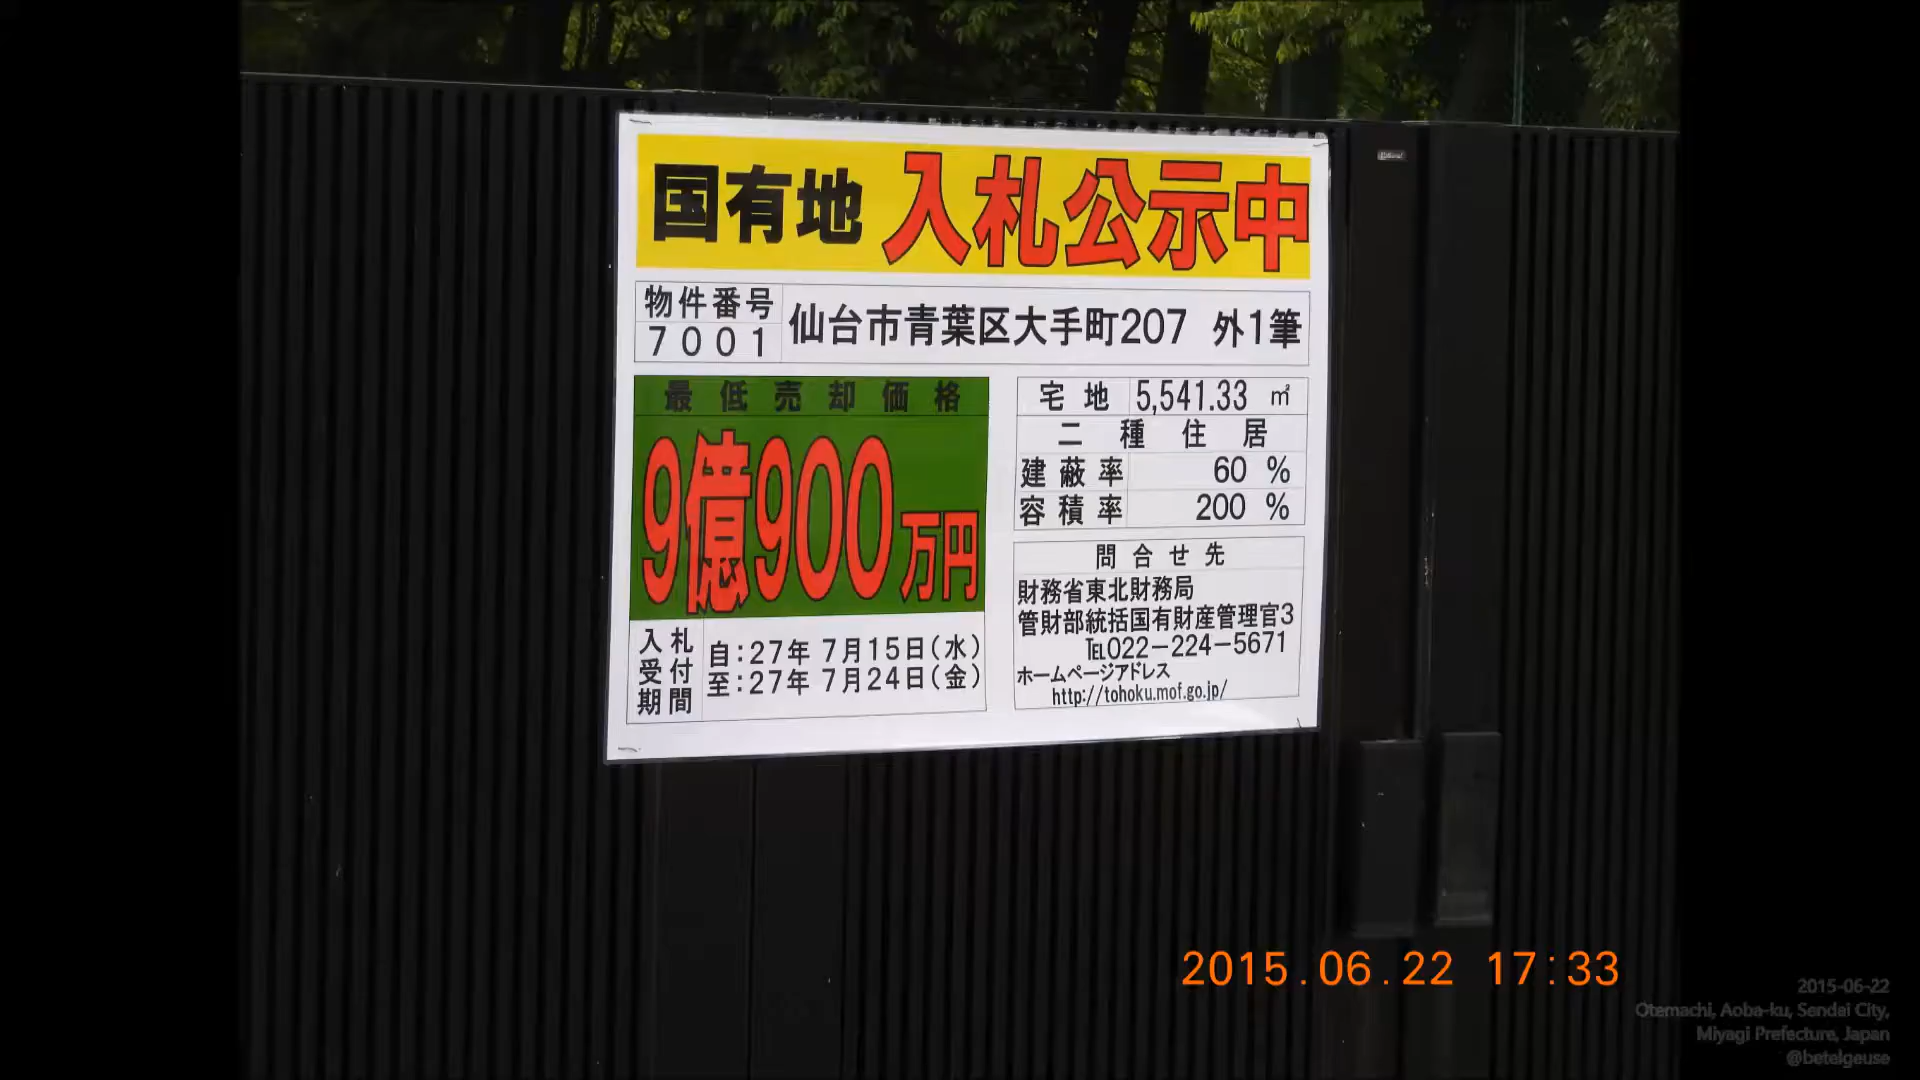 国有地 入札公示中
物件番号
7001
仙台市青葉区大手町207 外1筆
最低売却価格
9億900万円
入札受付期間
自:27年 7月15日(水)
至:27年 7月24日(金)
宅地 5,541.33 ㎡
二種住居
建蔽率 60 %
容積率 200 %
問合せ先
財務省東北財務局
管財部統括国有財産管理官3
℡022-224-5671
ホームページアドレス
http://tohoku.mof.go.jp/
2015.06.22 17:33
2015-06-22
Otemachi, Aoba-ku, Sendai City,
Miyagi Prefecture, Japan
@betelgeuse